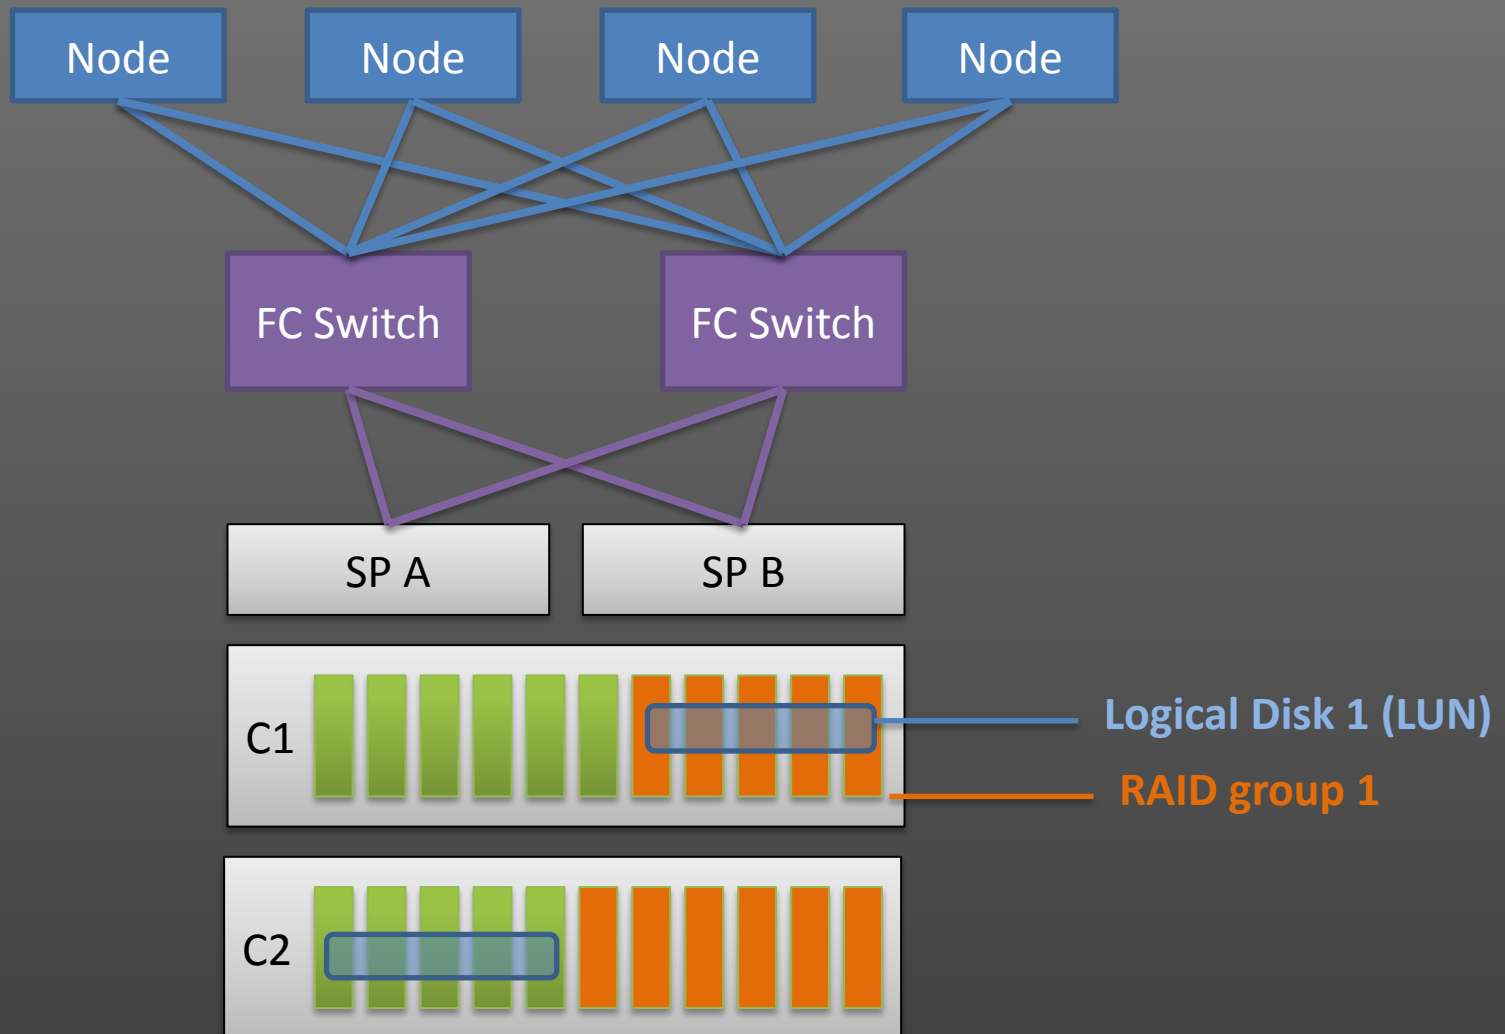 Node
Node
Node
Node
FC Switch
FC Switch
SP A
SP B
C1
Logical Disk 1 (LUN)
RAID group 1
C2